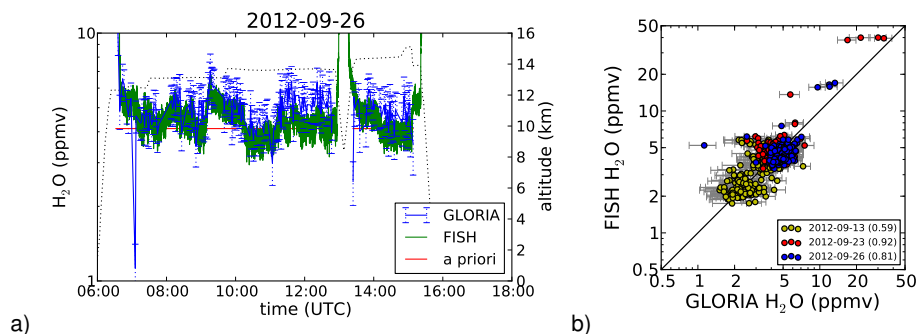 2012-09-26
10
1
H2O (ppmv)
16
14
12
10
8
6
4
2
0
altitude (km)
GLORIA
FISH
a priori
06:00 08:00 10:00 12:00 14:00 16:00 18:00
time (UTC)
a)
50
20
10
5
2
1
0.5
FISH H2O (ppmv)
2012-09-13 (0.59)
2012-09-23 (0.92)
2012-09-26 (0.81)
0.5 1 2 5 10 20 50
GLORIA H2O (ppmv)
b)